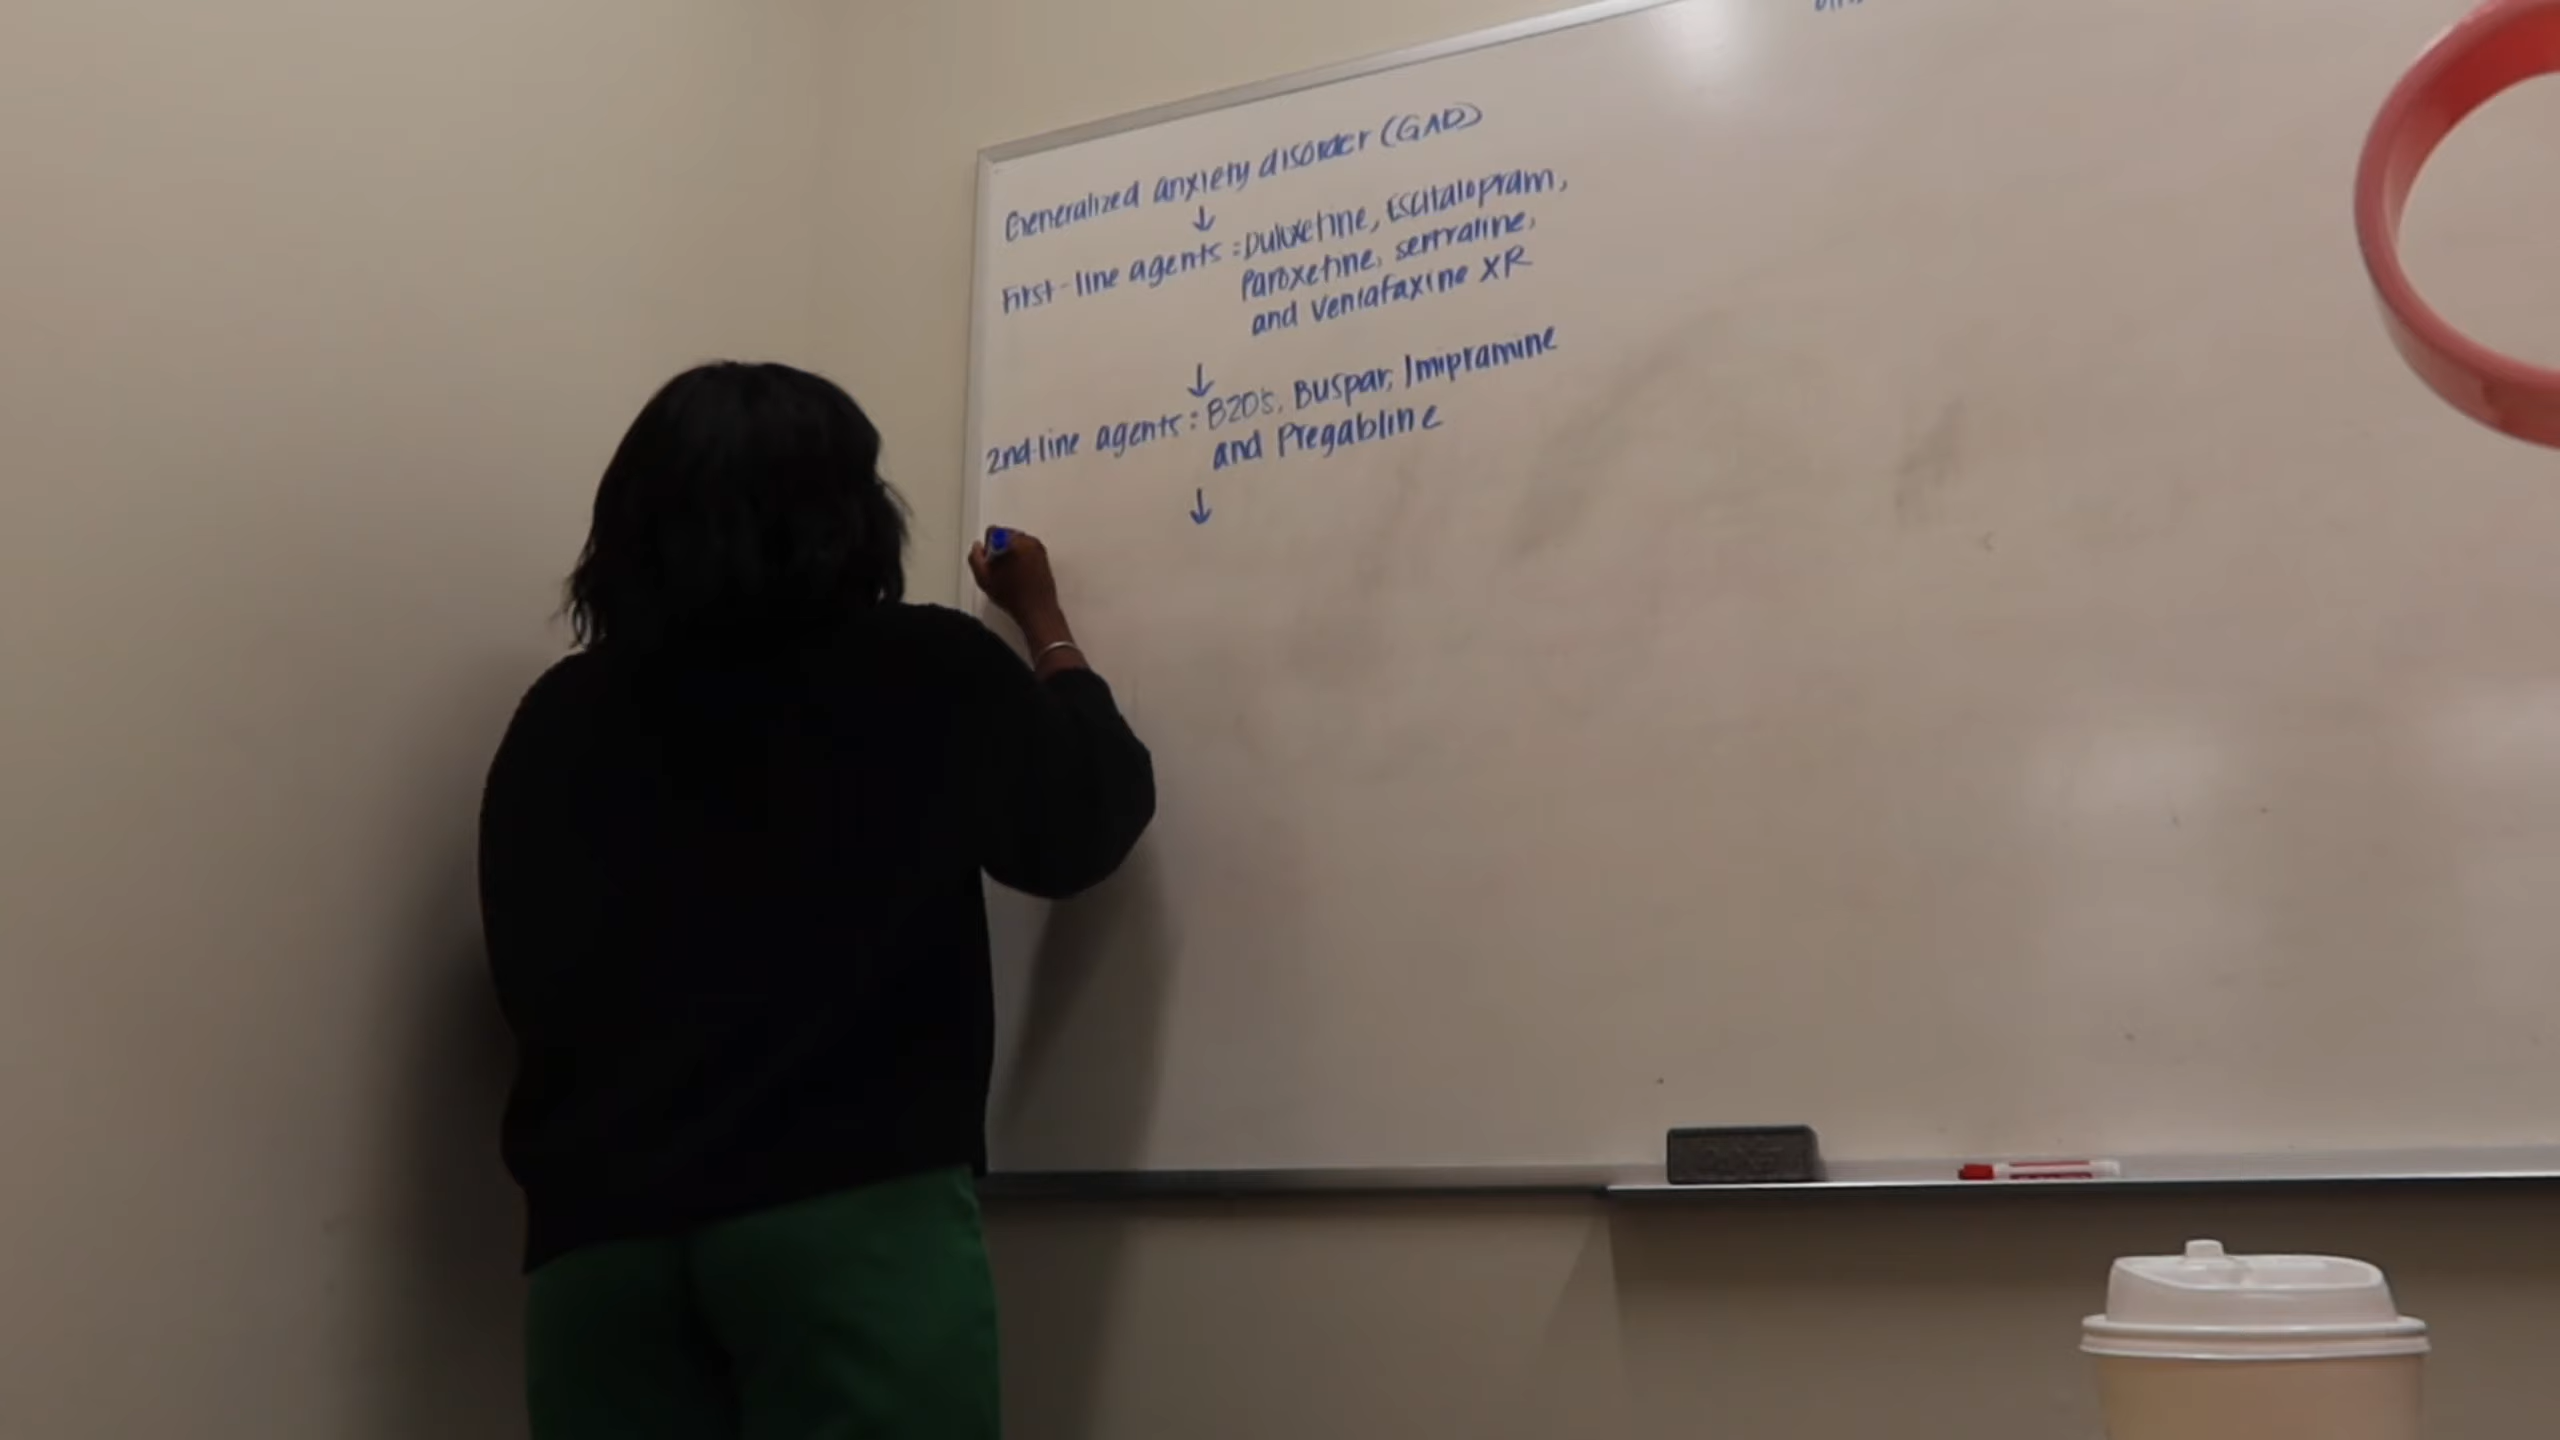 Generalized anxiety disorder (GAD)
↓
First-line agents : Duloxetine, Escitalopram,
Paroxetine, sertraline,
and Venlafaxine XR
↓
2nd-line agents : BZD's, Buspar, Imipramine
and Pregabline
↓